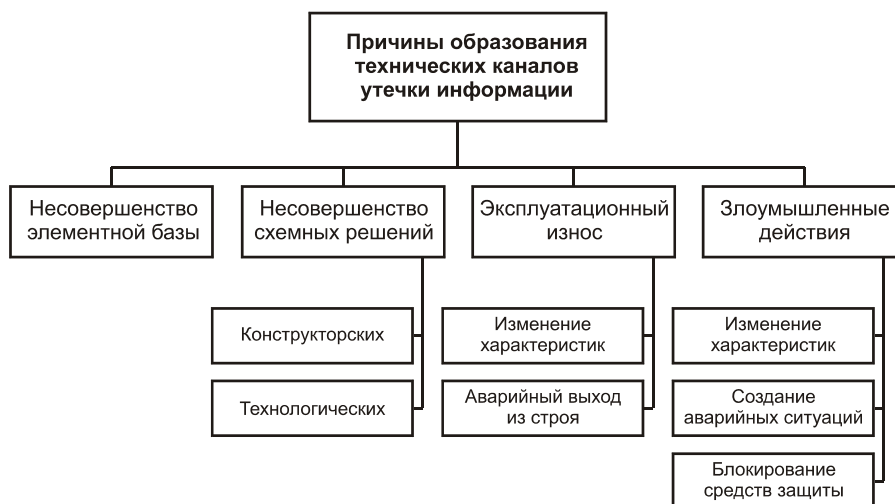 Причины образования
технических каналов
утечки информации
Несовершенство
элементной базы
Несовершенство
схемных решений
Эксплуатационный
износ
Злоумышленные
действия
Конструкторских
Технологических
Изменение
характеристик
Аварийный выход
из строя
Изменение
характеристик
Создание
аварийных ситуаций
Блокирование
средств защиты